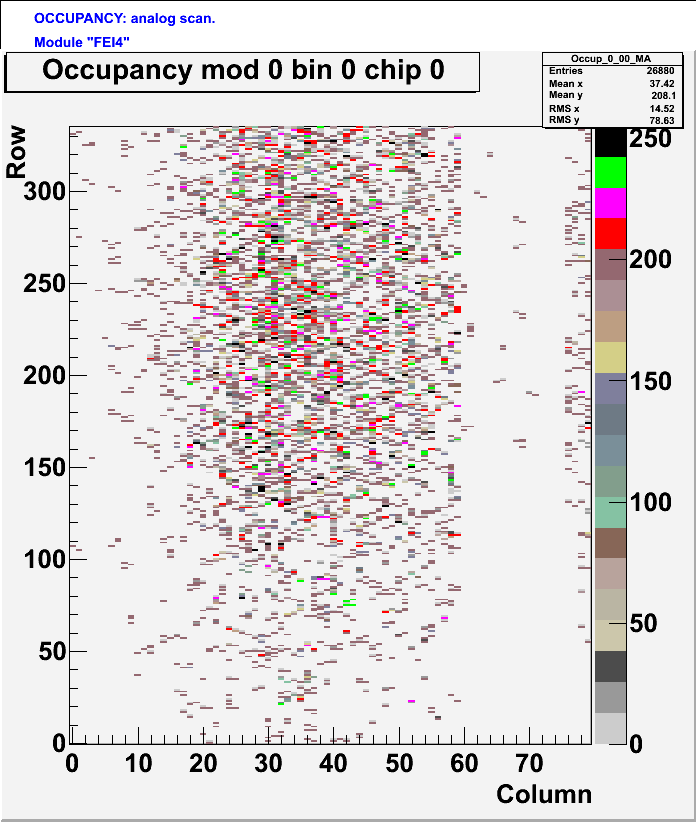 OCCUPANCY: analog scan.
Module "FEI4"
Occupancy mod 0 bin 0 chip 0
Occup_0_00_MA
Entries 26880
Mean x 37.42
Mean y 208.1
RMS x 14.52
RMS y 78.63
Row
300
250
200
150
100
50
0
0 10 20 30 40 50 60 70
Column
250
200
150
100
50
0